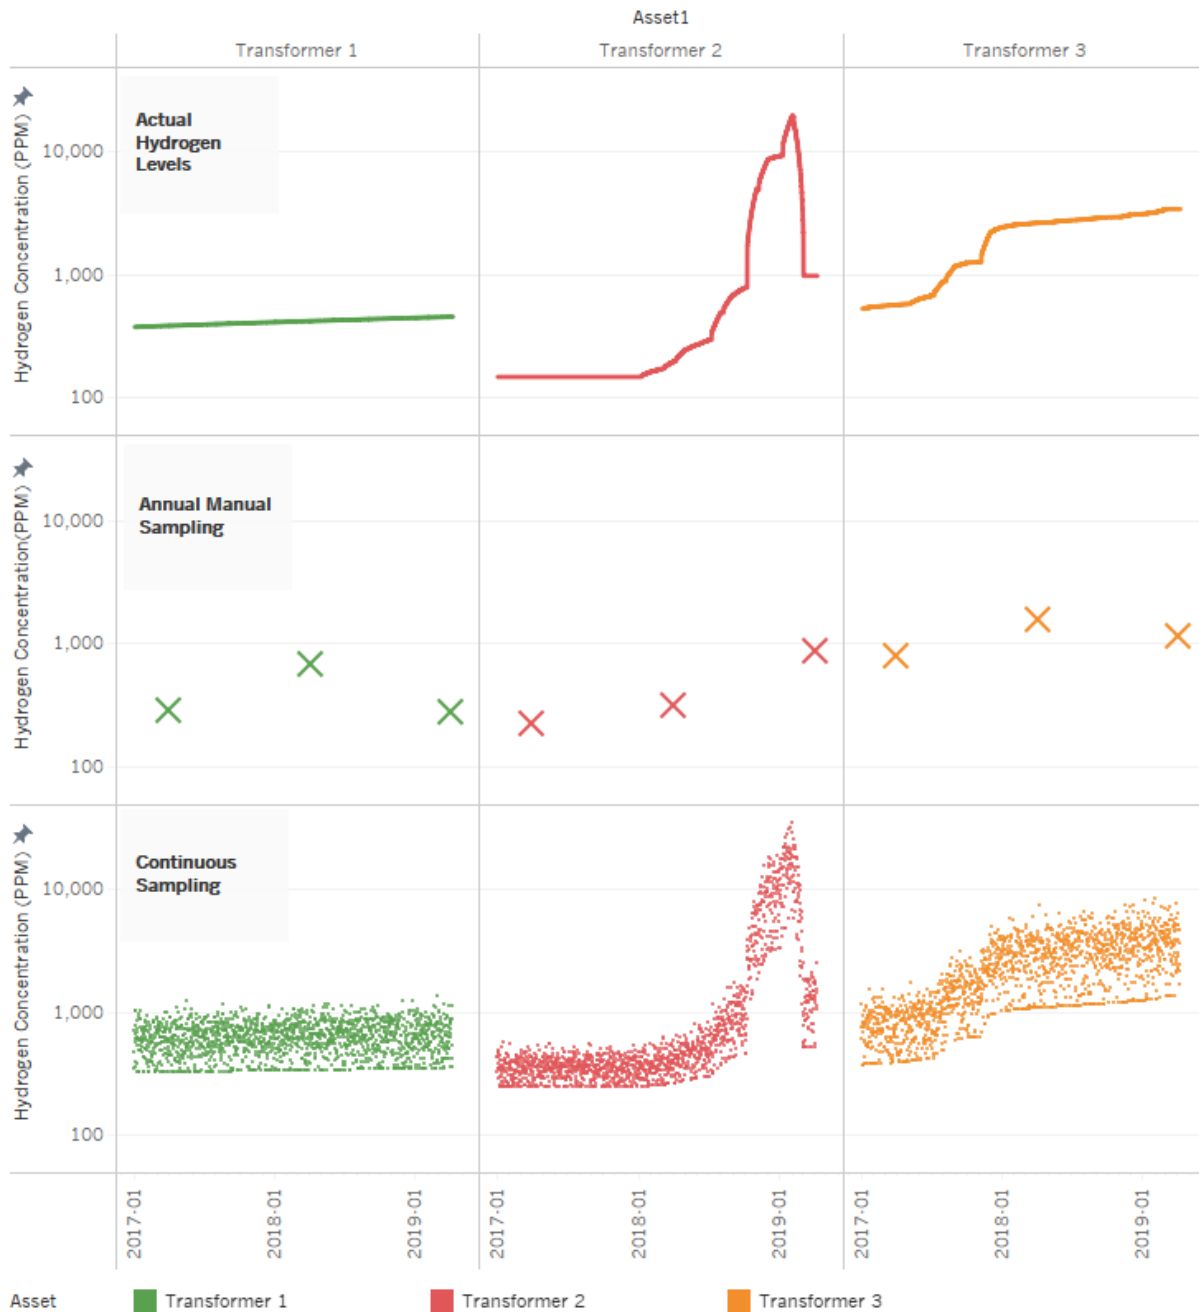 Asset1
Transformer 1
Transformer 2
Transformer 3
Hydrogen Concentration (PPM)
Actual
Hydrogen
Levels
10,000
1,000
100
Hydrogen Concentration(PPM)
Annual Manual
Sampling
10,000
1,000
100
Hydrogen Concentration (PPM)
Continuous
Sampling
10,000
1,000
100
2017-01
2018-01
2019-01
2017-01
2018-01
2019-01
2017-01
2018-01
2019-01
Asset
Transformer 1
Transformer 2
Transformer 3